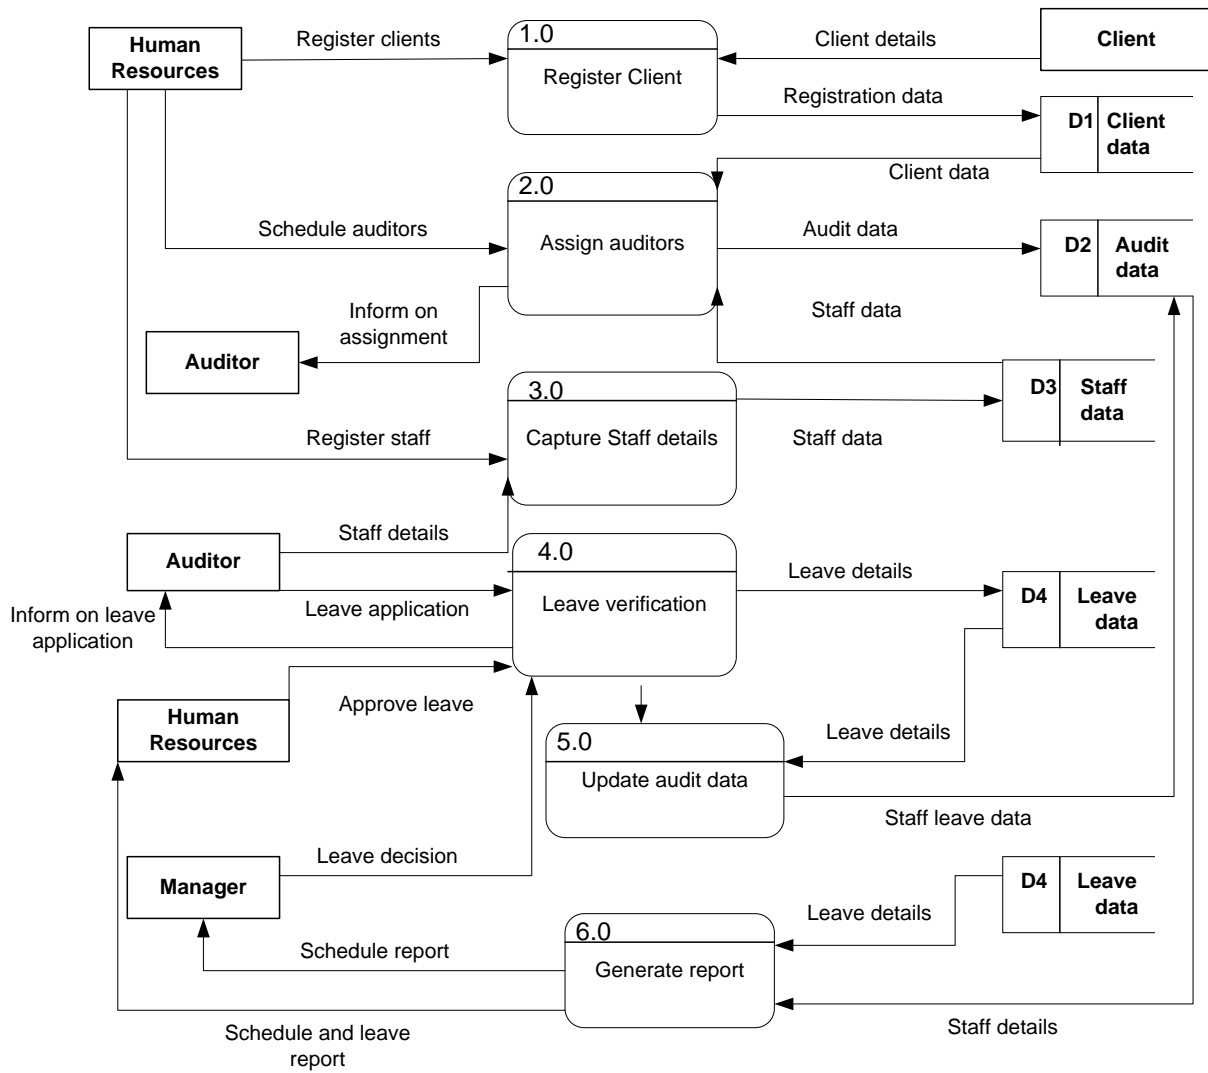 Human
Resources
Register clients
1.0
Register Client
Client details
Client
Registration data
D1
Client
data
Client data
2.0
Assign auditors
Schedule auditors
Audit data
D2
Audit
data
Inform on
assignment
Auditor
Staff data
3.0
Capture Staff details
Register staff
Staff data
D3
Staff
data
Auditor
Staff details
4.0
Leave verification
Leave application
Inform on leave
application
Leave details
D4
Leave
data
Human
Resources
Approve leave
5.0
Update audit data
Leave details
Staff leave data
Manager
Leave decision
D4
Leave
data
Leave details
6.0
Generate report
Schedule report
Schedule and leave
report
Staff details